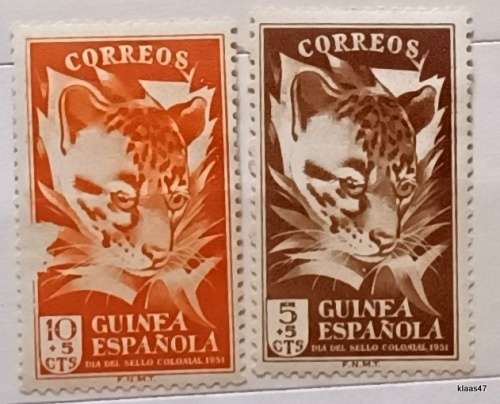 CORREOS
10
+5
CTS
GUINEA
ESPAÑOLA
DIA DEL SELLO COLONIAL 1951
F.N.M.T.
CORREOS
5
+5
CTS
GUINEA
ESPAÑOLA
DIA DEL SELLO COLONIAL 1951
F.N.M.T.
klaas47